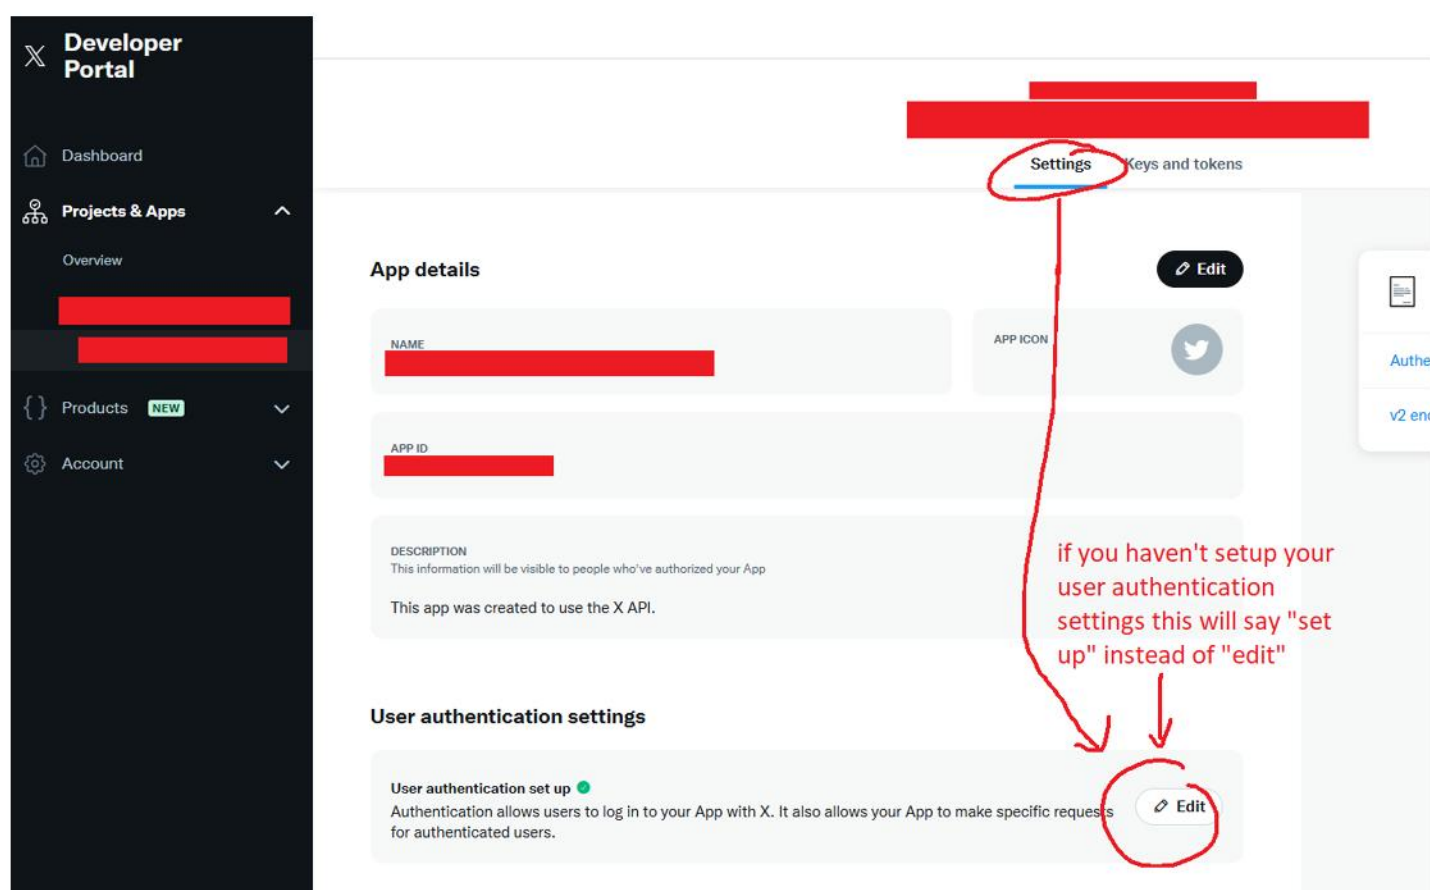 X
Developer
Portal
Dashboard
Projects & Apps
Overview
Products NEW
Account
Settings
Keys and tokens
App details
Edit
NAME
APP ICON
APP ID
DESCRIPTION
This information will be visible to people who've authorized your App
This app was created to use the X API.
if you haven't setup your
user authentication
settings this will say "set
up" instead of "edit"
User authentication settings
User authentication set up
Authentication allows users to log in to your App with X. It also allows your App to make specific requests
for authenticated users.
Edit
Authe
v2 en